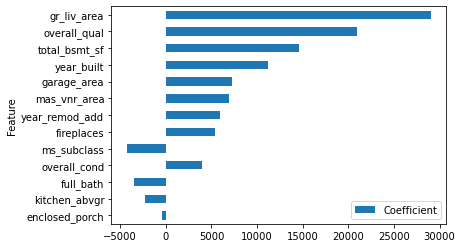 gr_liv_area
overall_qual
total_bsmt_sf
year_built
garage_area
mas_vnr_area
year_remod_add
fireplaces
ms_subclass
overall_cond
full_bath
kitchen_abvgr
enclosed_porch
Feature
Coefficient
−5000 0 5000 10000 15000 20000 25000 30000